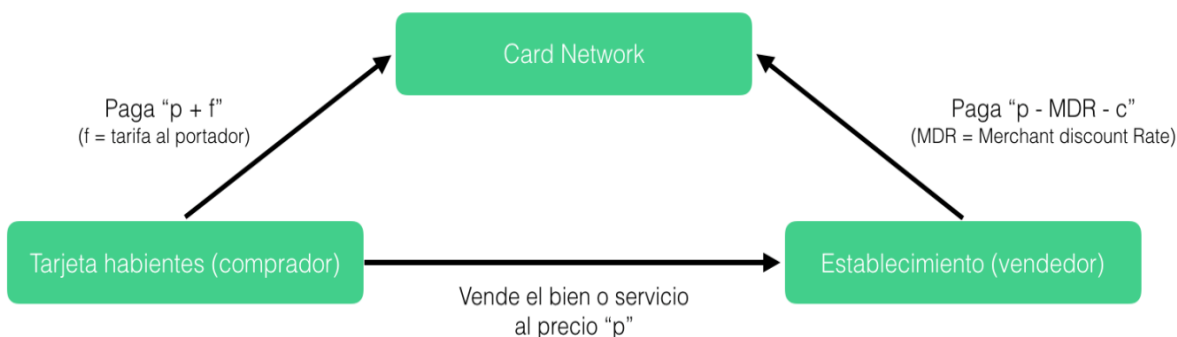 Card Network
Paga “p + f”
(f = tarifa al portador)
Paga “p - MDR - c”
(MDR = Merchant discount Rate)
Tarjeta habientes (comprador)
Establecimiento (vendedor)
Vende el bien o servicio
al precio “p”